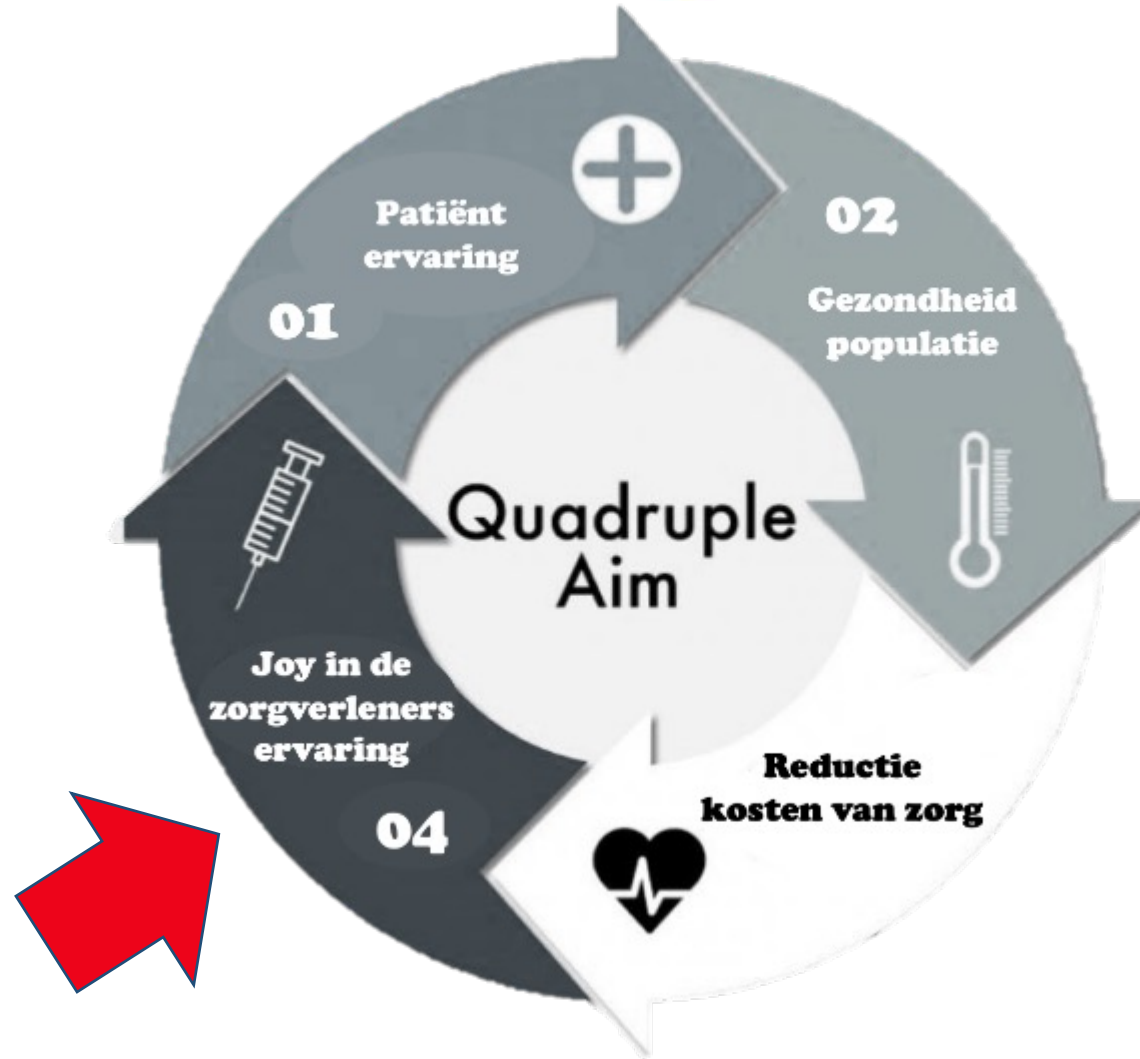 01
Patiënt
ervaring
02
Gezondheid
populatie
Reductie
kosten van zorg
04
Joy in de
zorgverleners
ervaring
Quadruple
Aim